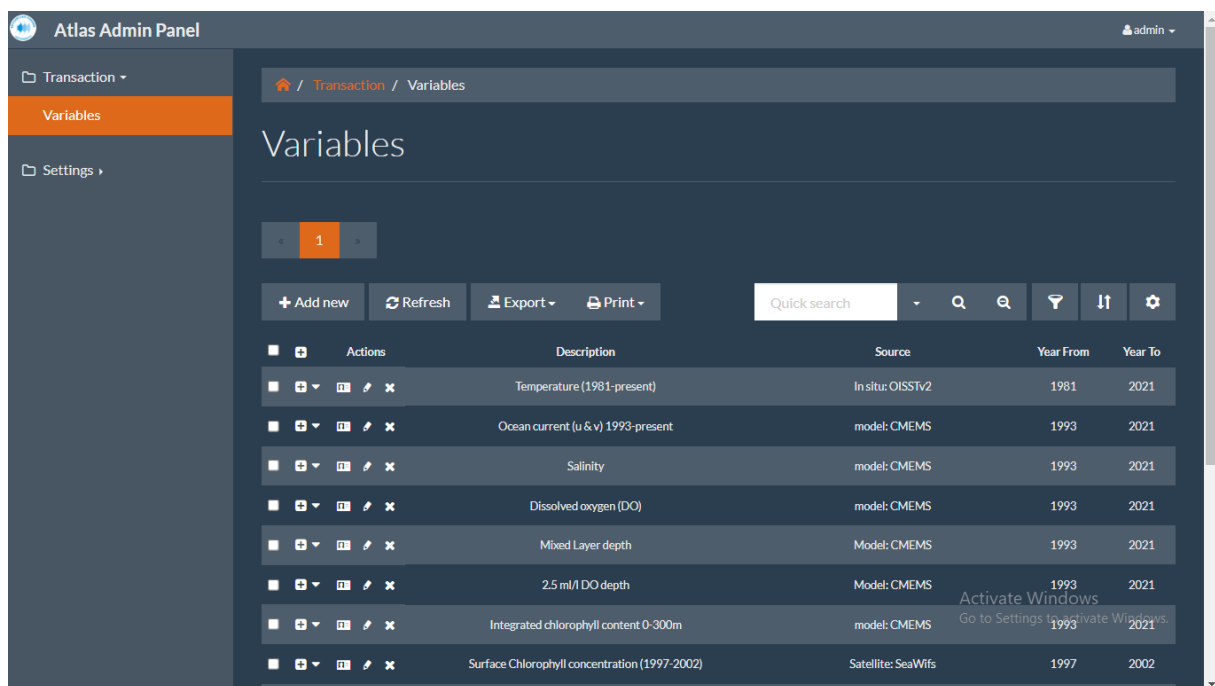 Atlas Admin Panel
admin
Transaction
Variables
Settings
/ Transaction / Variables
Variables
« 1 »
Add new Refresh Export Print Quick search
Actions Description Source Year From Year To
Temperature (1981-present) In situ: OISSTv2 1981 2021
Ocean current (u & v) 1993-present model: CMEMS 1993 2021
Salinity model: CMEMS 1993 2021
Dissolved oxygen (DO) model: CMEMS 1993 2021
Mixed Layer depth Model: CMEMS 1993 2021
2.5 ml/l DO depth Model: CMEMS 1993 2021
Activate Windows
Integrated chlorophyll content 0-300m model: CMEMS 1993 2021
Go to Settings to activate Windows.
Surface Chlorophyll concentration (1997-2002) Satellite: SeaWifs 1997 2002